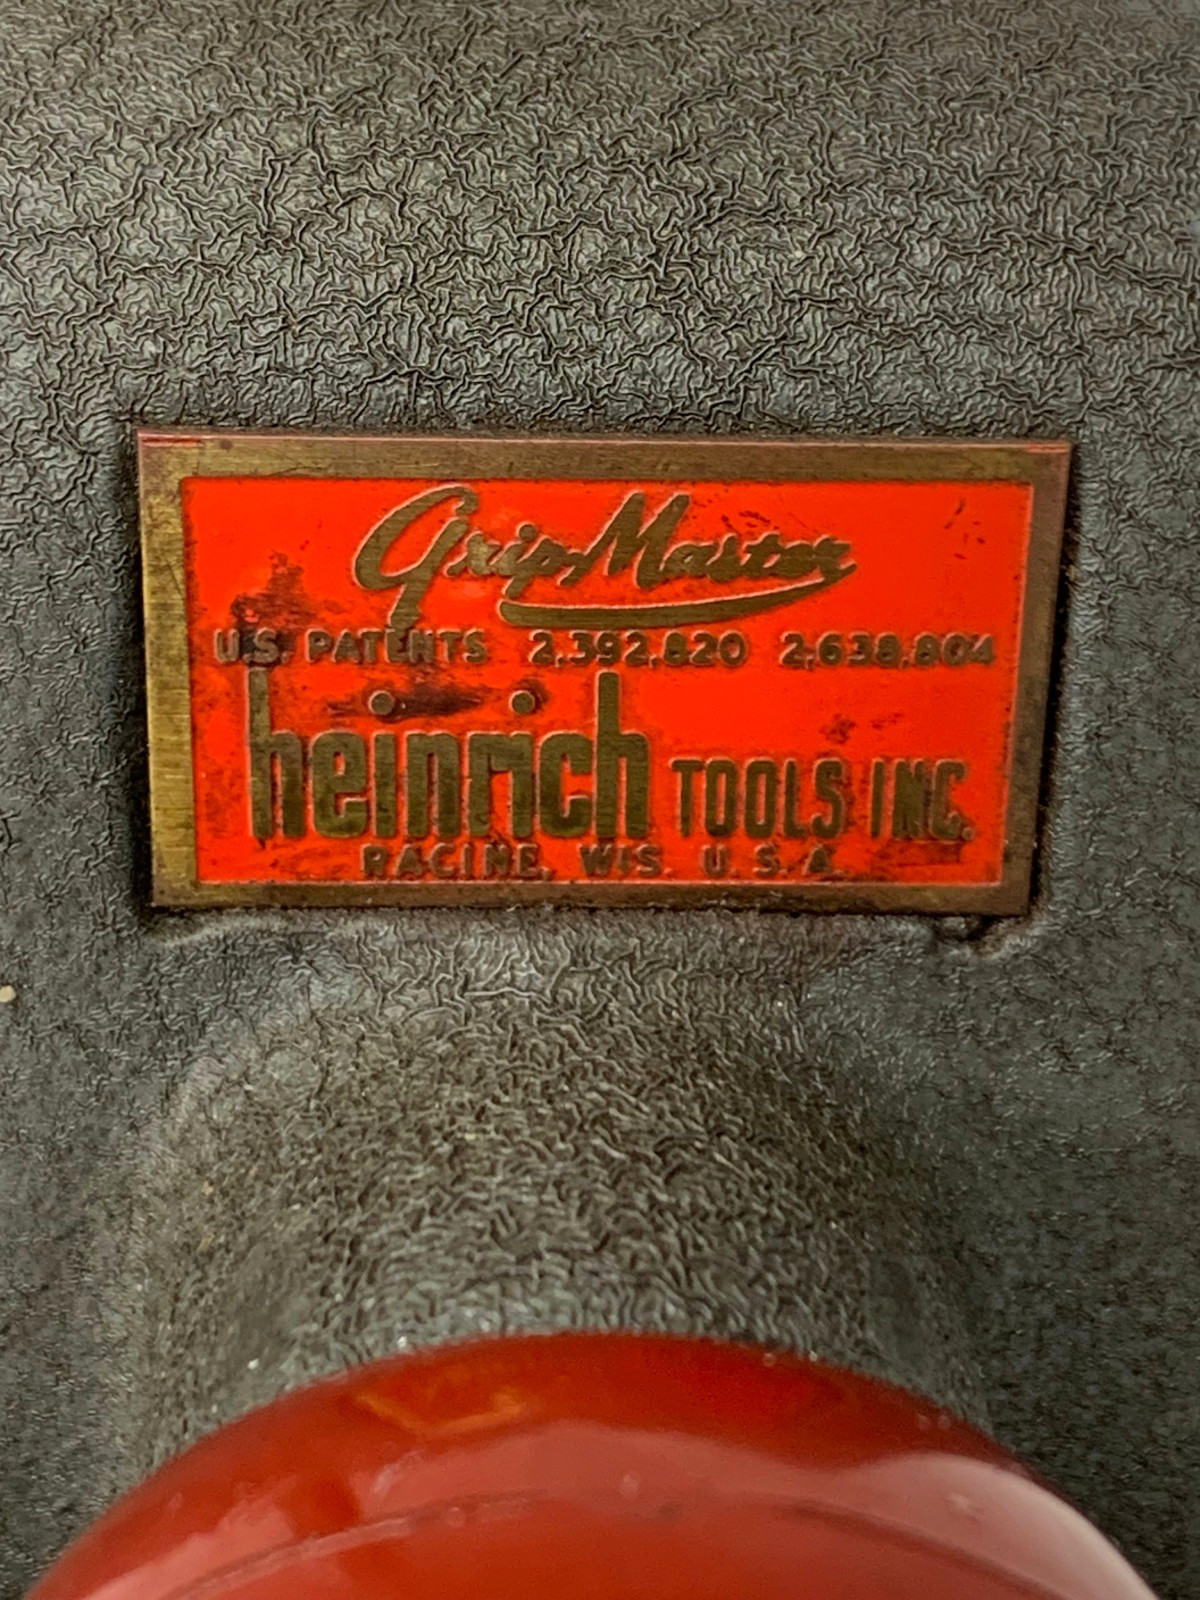 GripMaster
U.S. PATENTS 2,392,820 2,638,804
heinrich TOOLS INC.
RACINE, WIS. U.S.A.